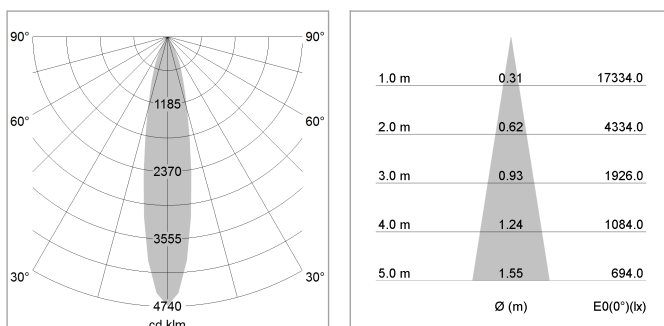 90° 90°
1185
60° 60°
2370
3555
30° 30°
4740
cd klm
1.0 m 0.31 17334.0
2.0 m 0.62 4334.0
3.0 m 0.93 1926.0
4.0 m 1.24 1084.0
5.0 m 1.55 694.0
Ø (m) E0(0°)(lx)